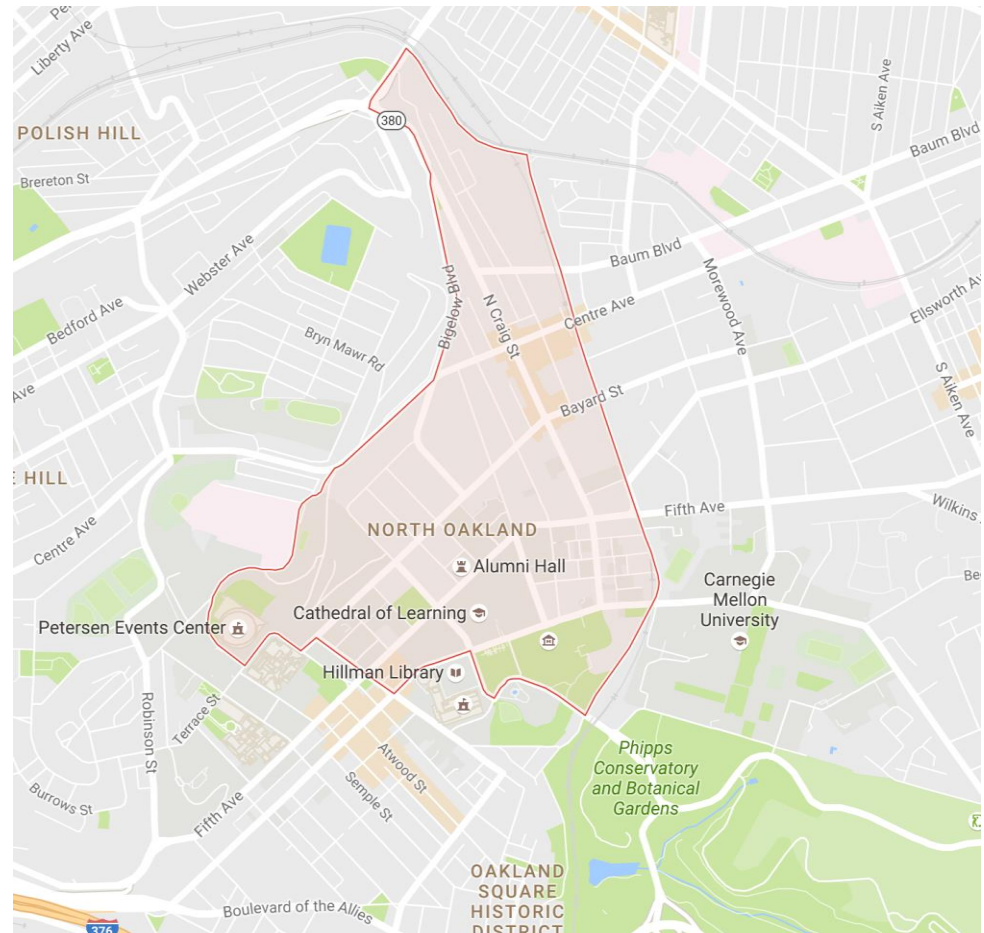 Liberty Ave
S Aiken Ave
380
POLISH HILL
Baum Blvd
Brereton St
Webster Ave
Baum Blvd
Morewood Ave
Ellsworth Av
Bigelow Blvd
N Craig St
Centre Ave
Bedford Ave
Bryn Mawr Rd
S Aiken Ave
Ave
Bayard St
HILL
Centre Ave
Fifth Ave
Wilkins
NORTH OAKLAND
Alumni Hall
Carnegie
Mellon
University
Cathedral of Learning
Petersen Events Center
Hillman Library
Terrace St
Robinson St
Atwood St
Semple St
Phipps
Conservatory
and Botanical
Gardens
Burrows St
Fifth Ave
OAKLAND
SQUARE
HISTORIC
DISTRICT
Boulevard of the Allies
376